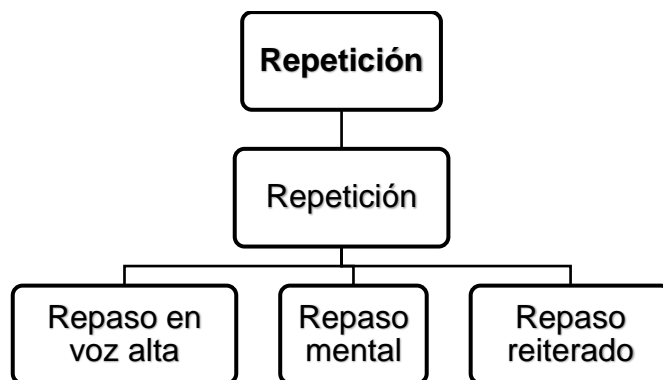 Repetición
Repetición
Repaso en
voz alta
Repaso
mental
Repaso
reiterado